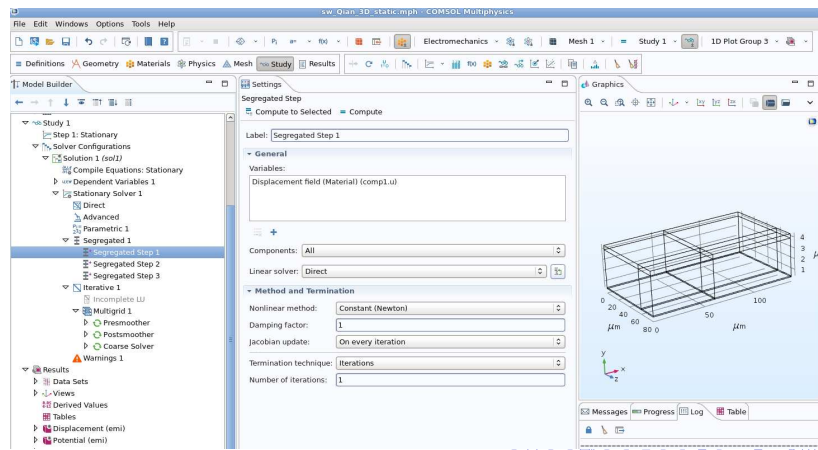 sw_Qian_3D_static.mph - COMSOL Multiphysics
File Edit Windows Options Tools Help
Pi a= f(x) Electromechanics Mesh 1 = Study 1 1D Plot Group 3
Definitions Geometry Materials Physics Mesh Study Results
Model Builder
Study 1
Step 1: Stationary
Solver Configurations
Solution 1 (sol1)
Compile Equations: Stationary
Dependent Variables 1
Stationary Solver 1
Direct
Advanced
Parametric 1
Segregated 1
Segregated Step 1
Segregated Step 2
Segregated Step 3
Iterative 1
Incomplete LU
Multigrid 1
Presmoother
Postsmoother
Coarse Solver
Warnings 1
Results
Data Sets
Views
Derived Values
Tables
Displacement (emi)
Potential (emi)
Settings
Segregated Step
Compute to Selected = Compute
Label: Segregated Step 1
General
Variables:
Displacement field (Material) (comp1.u)
Components: All
Linear solver: Direct
Method and Termination
Nonlinear method: Constant (Newton)
Damping factor: 1
Jacobian update: On every iteration
Termination technique: Iterations
Number of iterations: 1
Graphics
4
3
2
1
μ
0
20
40
60
80 0
50
100
μm
μm
y
x
z
Messages Progress Log Table